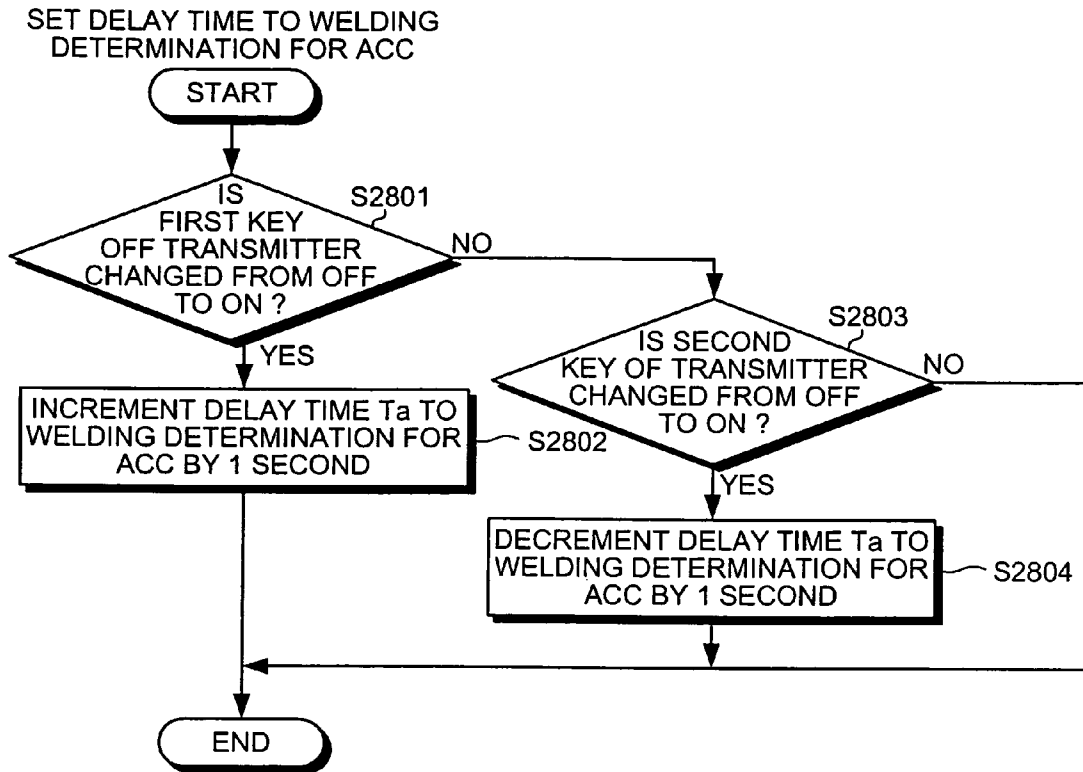 SET DELAY TIME TO WELDING
DETERMINATION FOR ACC
START
IS
FIRST KEY
OFF TRANSMITTER
CHANGED FROM OFF
TO ON ?
S2801
NO
YES
INCREMENT DELAY TIME Ta TO
WELDING DETERMINATION FOR
ACC BY 1 SECOND
S2802
IS SECOND
KEY OF TRANSMITTER
CHANGED FROM OFF
TO ON ?
S2803
NO
YES
DECREMENT DELAY TIME Ta TO
WELDING DETERMINATION FOR
ACC BY 1 SECOND
S2804
END